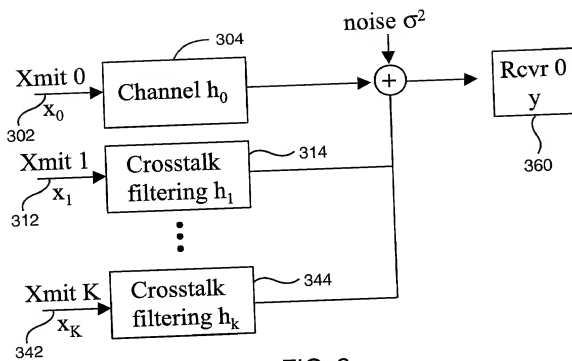 noise σ²
304
Xmit 0
x₀
302
Channel h₀
+
Rcvr 0
y
360
Xmit 1
x₁
312
Crosstalk
filtering h₁
314
Xmit K
x_K
342
Crosstalk
filtering h_k
344